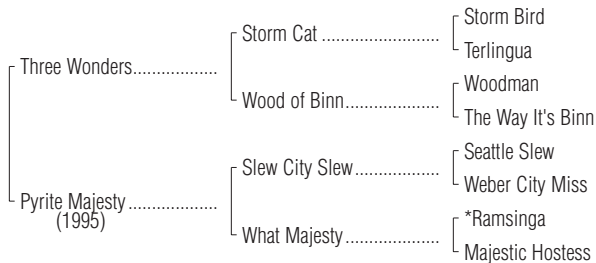 Storm Bird
Storm Cat ........................
Terlingua
Three Wonders.................
Woodman
Wood of Binn...................
The Way It's Binn
Seattle Slew
Slew City Slew.................
Weber City Miss
Pyrite Majesty ..................
(1995)
*Ramsinga
What Majesty...................
Majestic Hostess